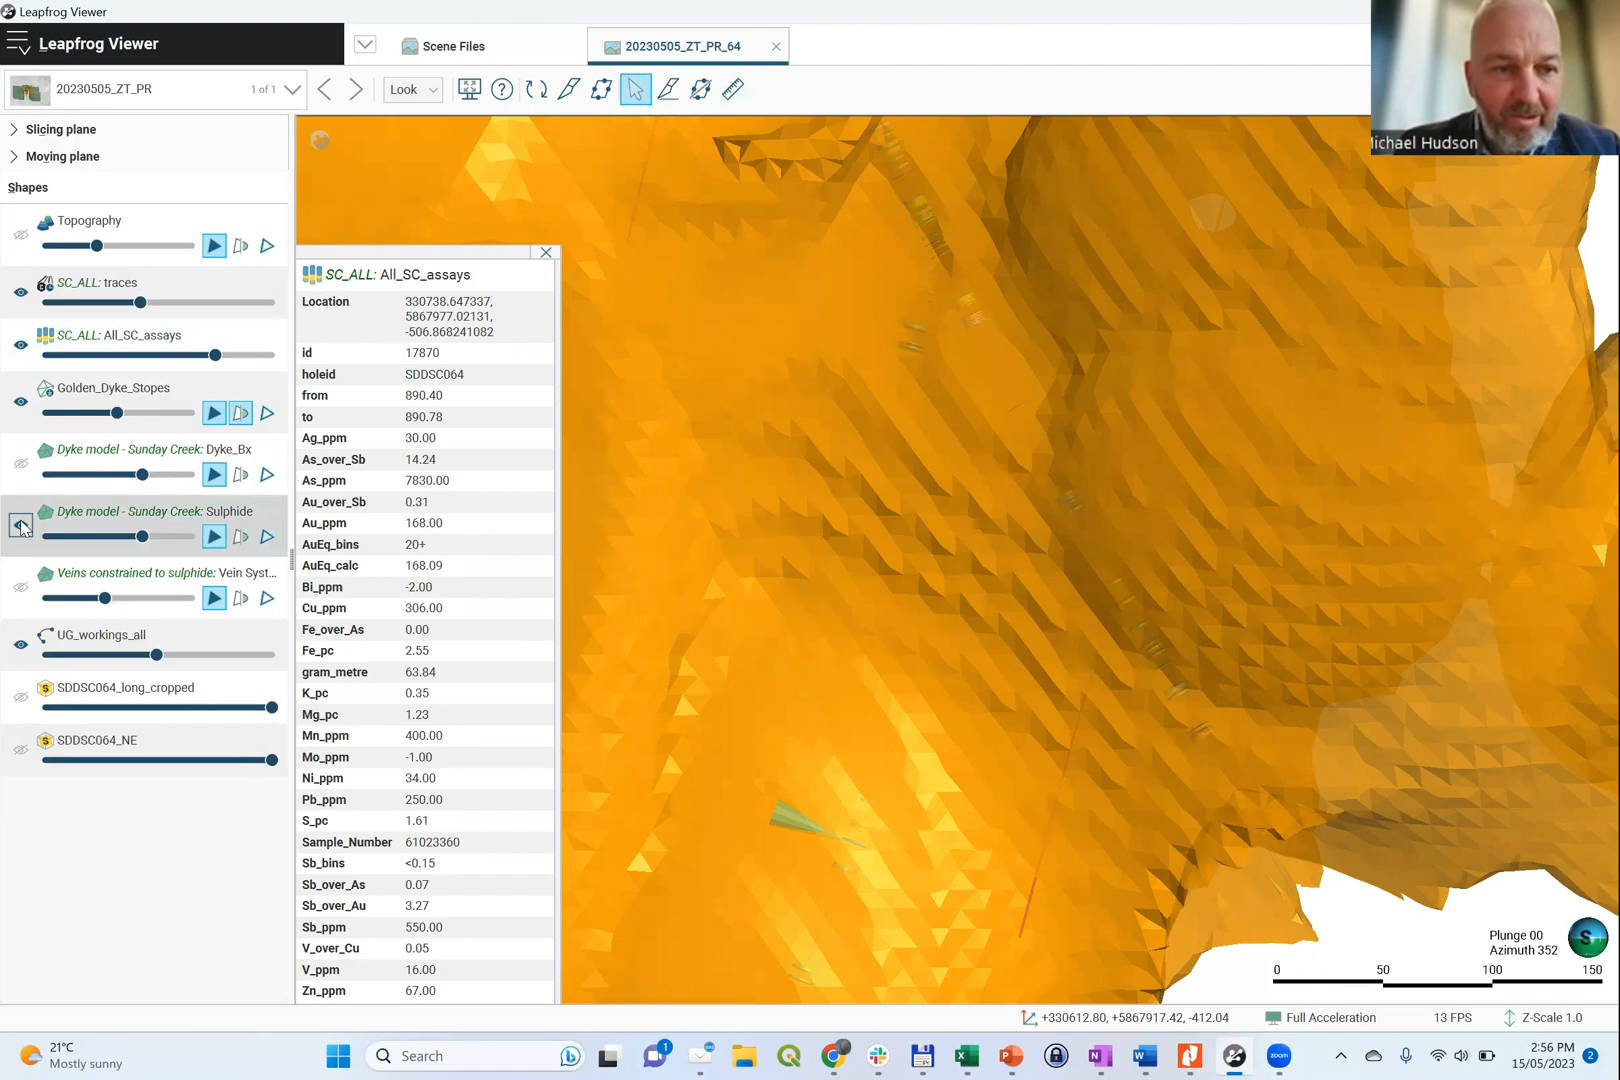 Leapfrog Viewer
Leapfrog Viewer
Scene Files
20230505_ZT_PR_64
20230505_ZT_PR
1 of 1
Look
Michael Hudson
Slicing plane
Moving plane
Shapes
Topography
SC_ALL: traces
SC_ALL: All_SC_assays
Golden_Dyke_Stopes
Dyke model - Sunday Creek: Dyke_Bx
Dyke model - Sunday Creek: Sulphide
Veins constrained to sulphide: Vein Syst...
UG_workings_all
SDDSC064_long_cropped
SDDSC064_NE
SC_ALL: All_SC_assays
Location 330738.647337,
5867977.02131,
-506.868241082
id 17870
holeid SDDSC064
from 890.40
to 890.78
Ag_ppm 30.00
As_over_Sb 14.24
As_ppm 7830.00
Au_over_Sb 0.31
Au_ppm 168.00
AuEq_bins 20+
AuEq_calc 168.09
Bi_ppm -2.00
Cu_ppm 306.00
Fe_over_As 0.00
Fe_pc 2.55
gram_metre 63.84
K_pc 0.35
Mg_pc 1.23
Mn_ppm 400.00
Mo_ppm -1.00
Ni_ppm 34.00
Pb_ppm 250.00
S_pc 1.61
Sample_Number 61023360
Sb_bins <0.15
Sb_over_As 0.07
Sb_over_Au 3.27
Sb_ppm 550.00
V_over_Cu 0.05
V_ppm 16.00
Zn_ppm 67.00
Plunge 00
Azimuth 352
S
0 50 100 150
+330612.80, +5867917.42, -412.04
Full Acceleration
13 FPS
Z-Scale 1.0
21°C
Mostly sunny
Search
1
zoom
2:56 PM
15/05/2023
2